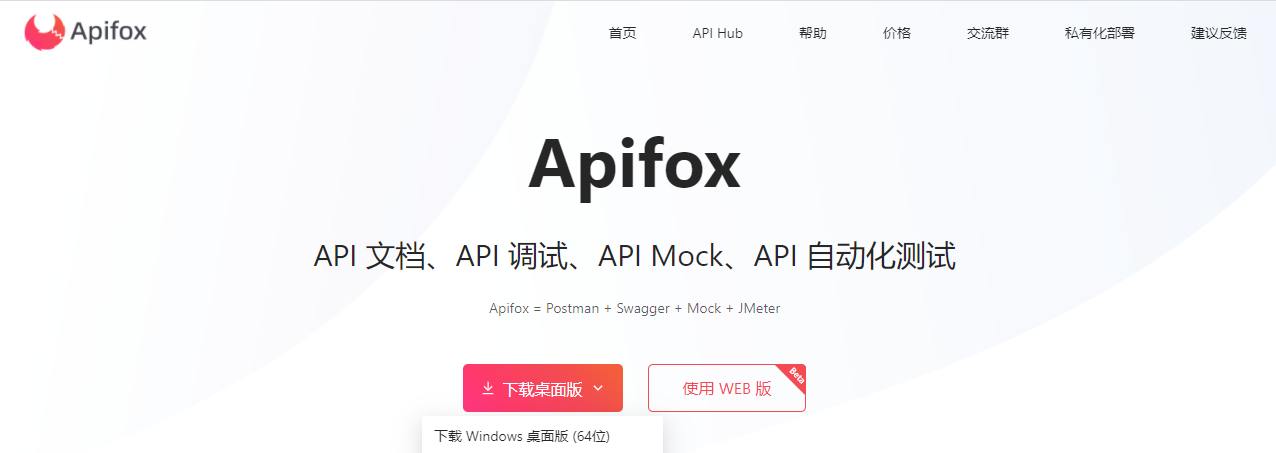 Apifox
首页 API Hub 帮助 价格 交流群 私有化部署 建议反馈
Apifox
API 文档、API 调试、API Mock、API 自动化测试
Apifox = Postman + Swagger + Mock + JMeter
下载桌面版 使用 WEB 版 Beta
下载 Windows 桌面版 (64位)